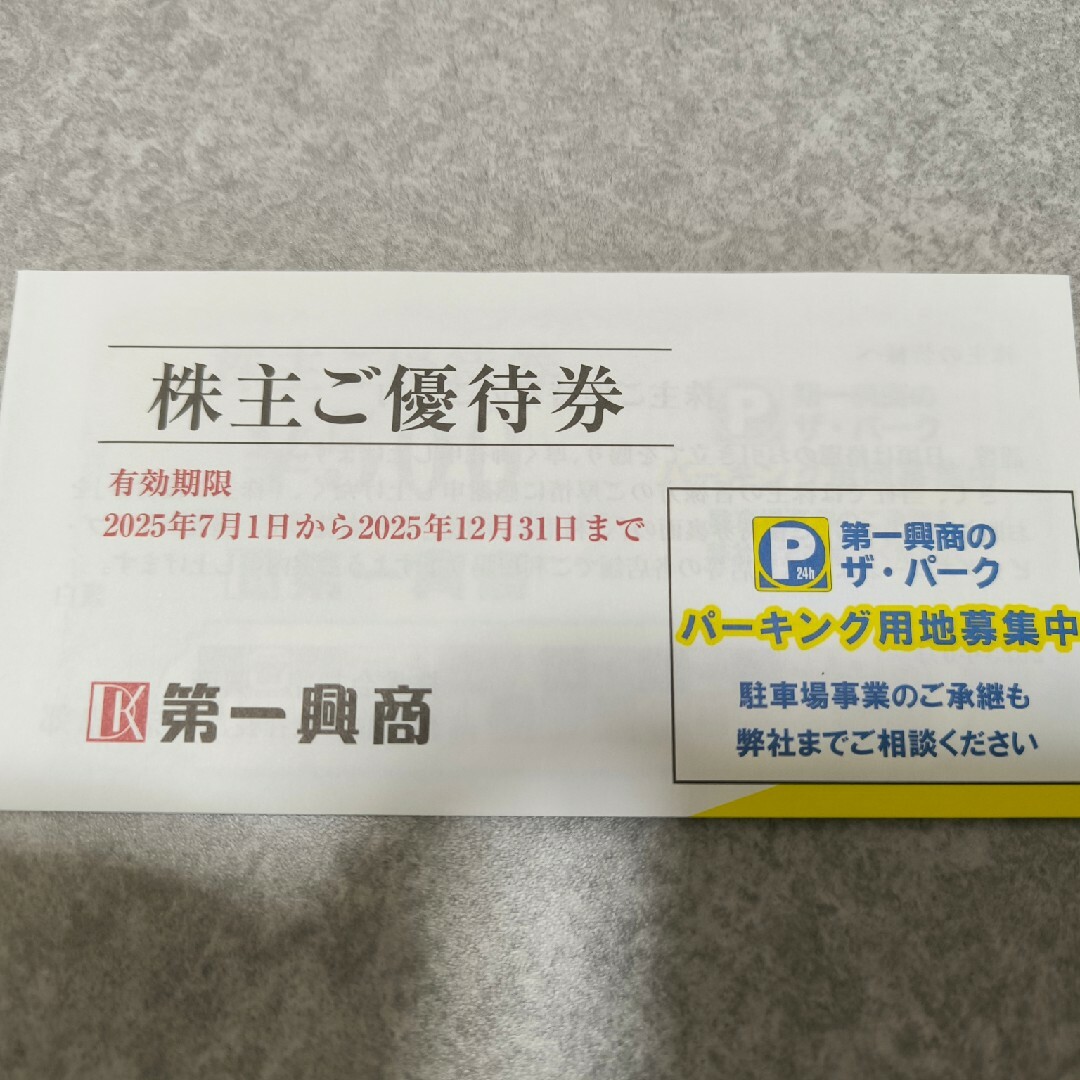 株主ご優待券
有効期限
2025年7月1日から2025年12月31日まで
DK 第一興商
P 24h
第一興商の
ザ・パーク
パーキング用地募集中
駐車場事業のご承継も
弊社までご相談ください